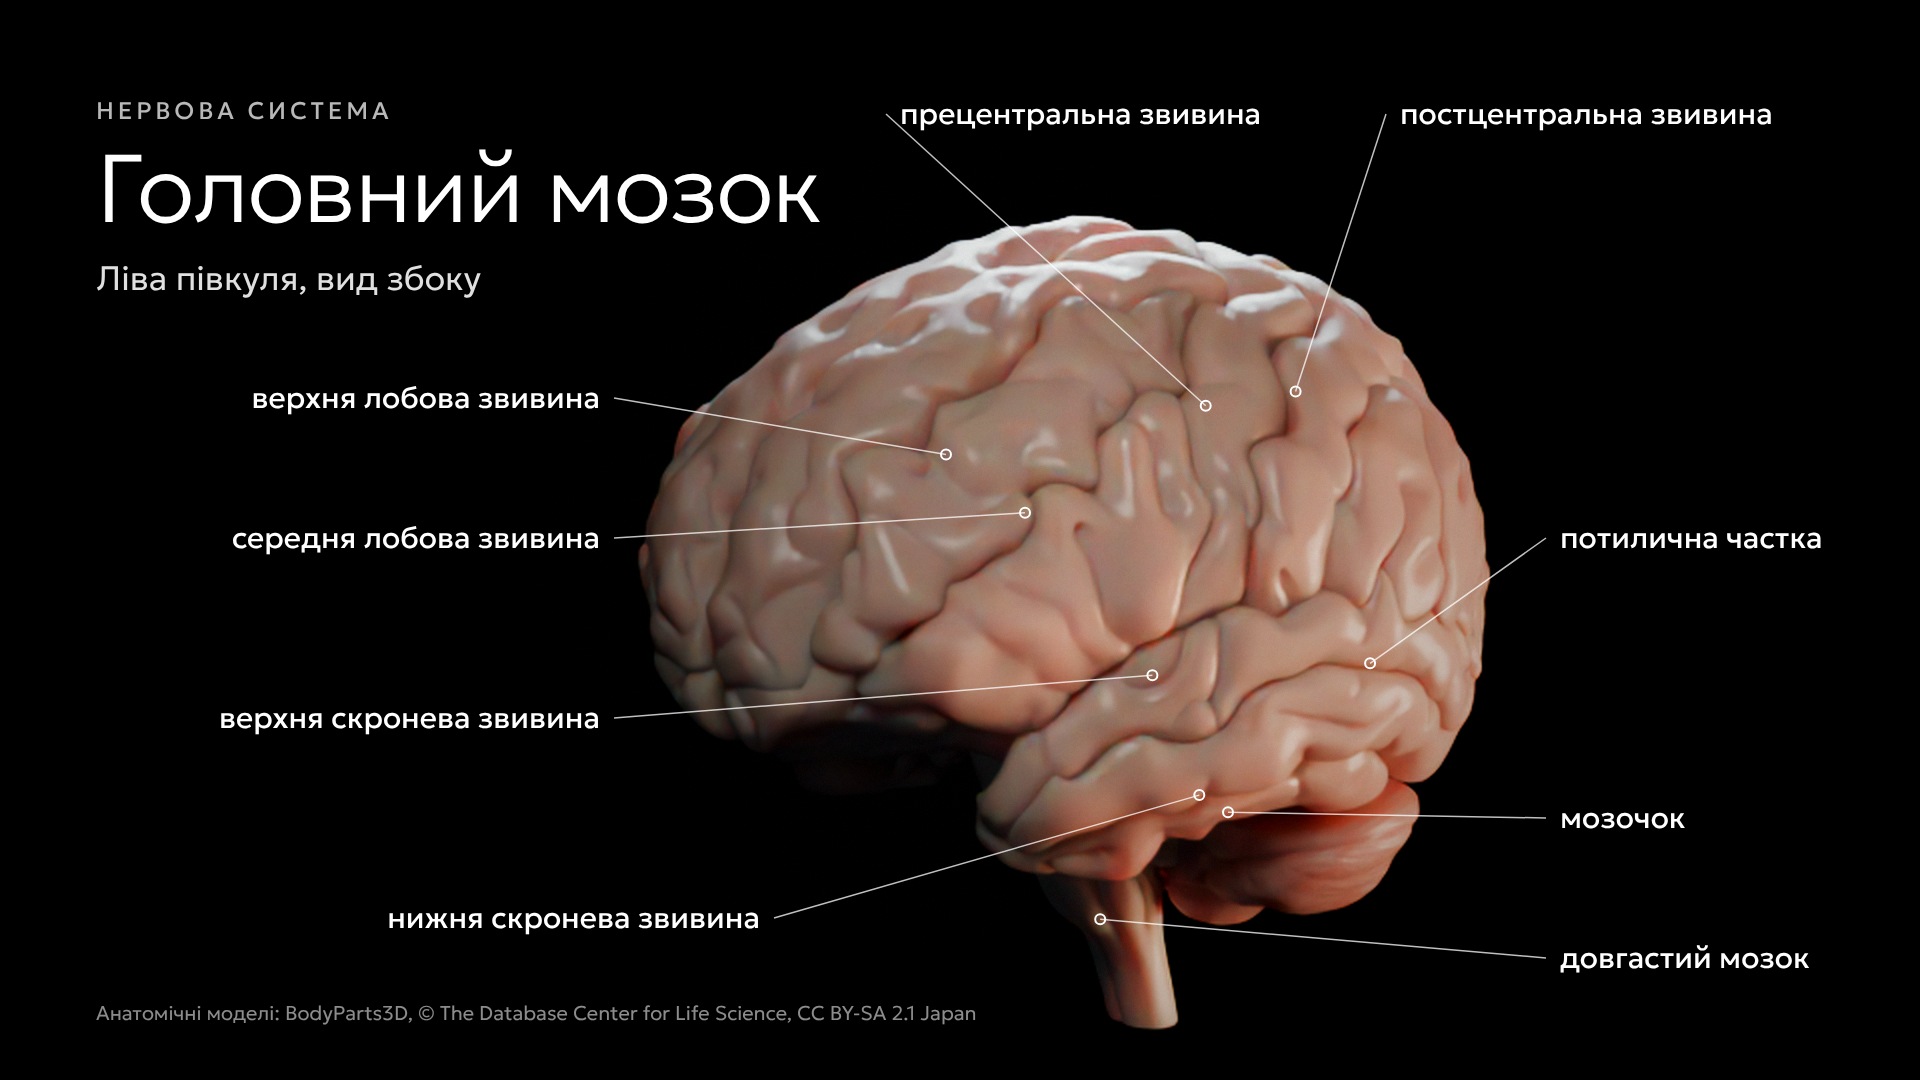 НЕРВОВА СИСТЕМА
Головний мозок
Ліва півкуля, вид збоку
прецентральна звивина
постцентральна звивина
верхня лобова звивина
середня лобова звивина
потилична частка
верхня скронева звивина
мозочок
нижня скронева звивина
довгастий мозок
Анатомічні моделі: BodyParts3D, © The Database Center for Life Science, CC BY-SA 2.1 Japan